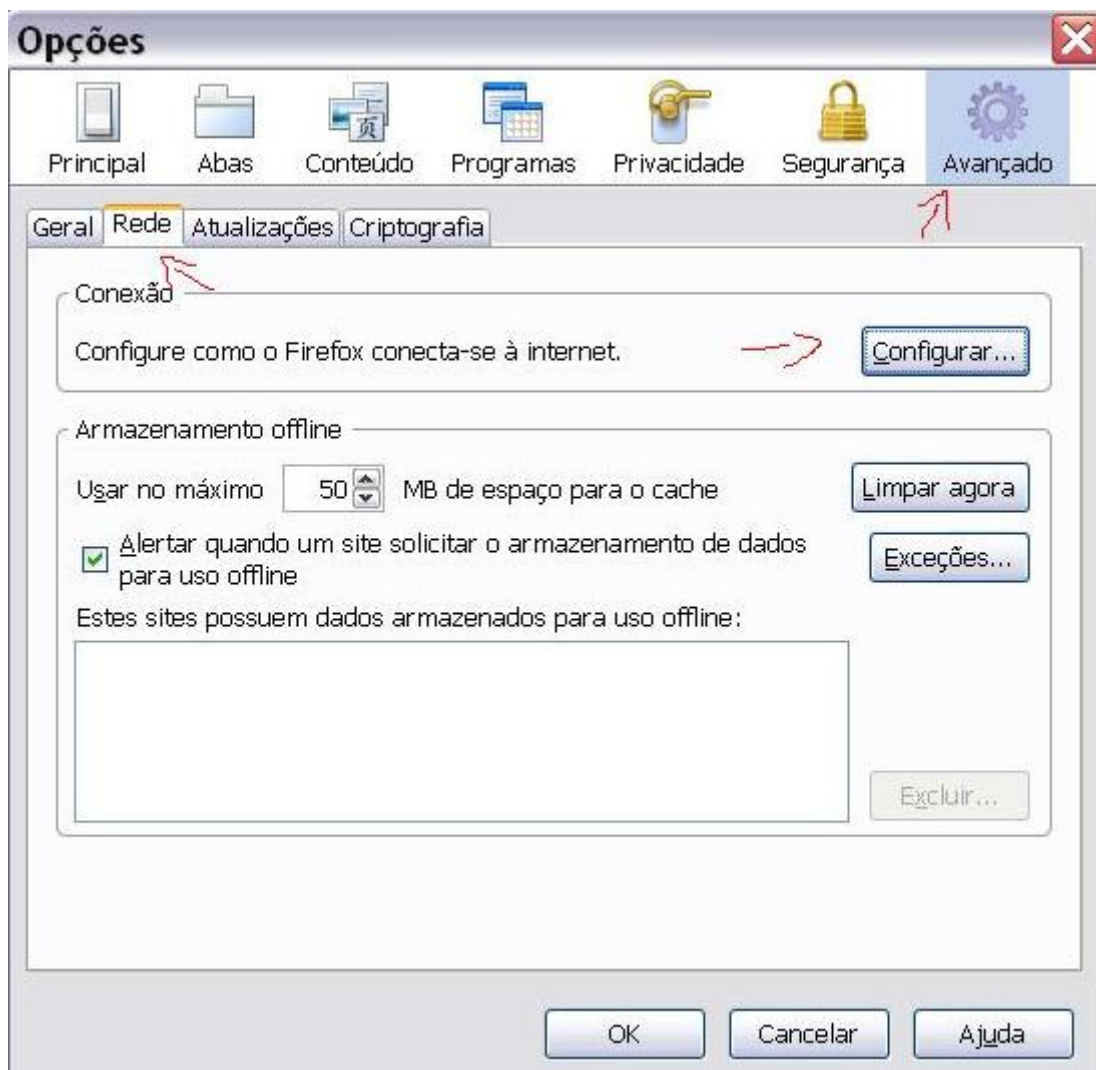 Opções
页
Principal Abas Conteúdo Programas Privacidade Segurança Avançado
Geral Rede Atualizações Criptografia
Conexão
Configure como o Firefox conecta-se à internet. Configurar...
Armazenamento offline
Usar no máximo 50 MB de espaço para o cache Limpar agora
Alertar quando um site solicitar o armazenamento de dados
para uso offline Exceções...
Estes sites possuem dados armazenados para uso offline:
Excluir...
OK Cancelar Ajuda